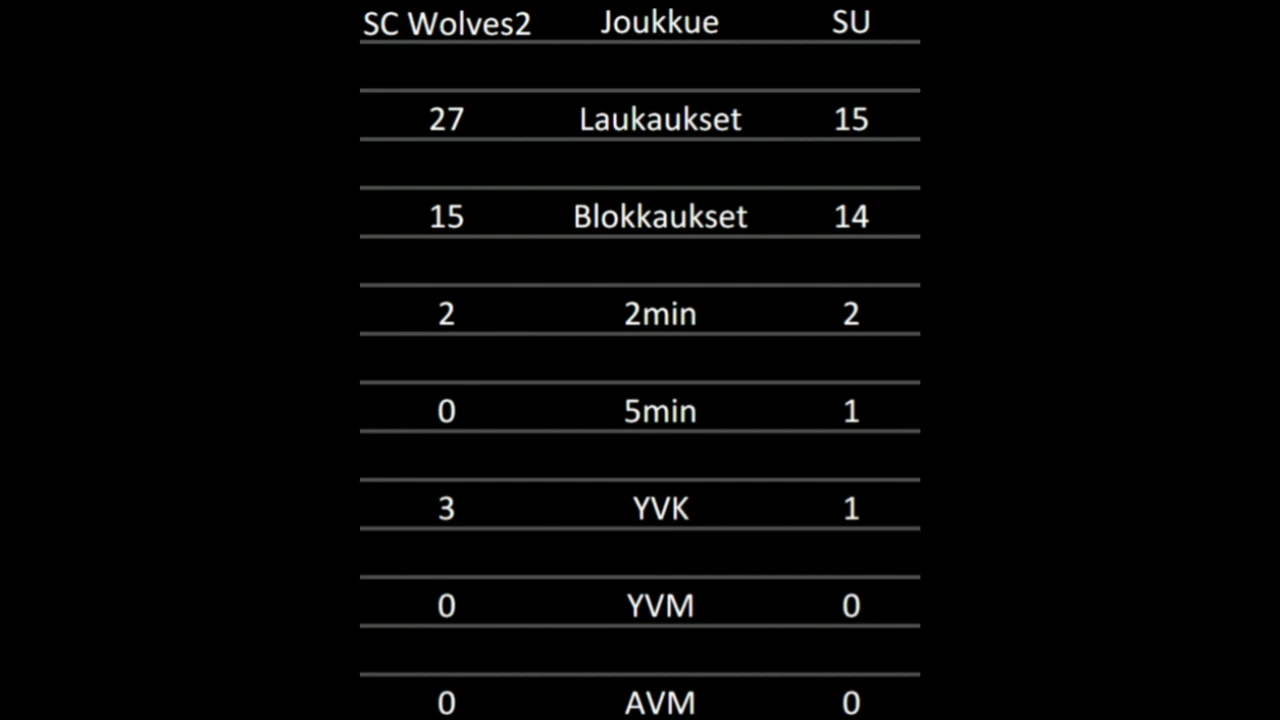 SC Wolves2 Joukkue SU
27 Laukaukset 15
15 Blokkaukset 14
2 2min 2
0 5min 1
3 YVK 1
0 YVM 0
0 AVM 0